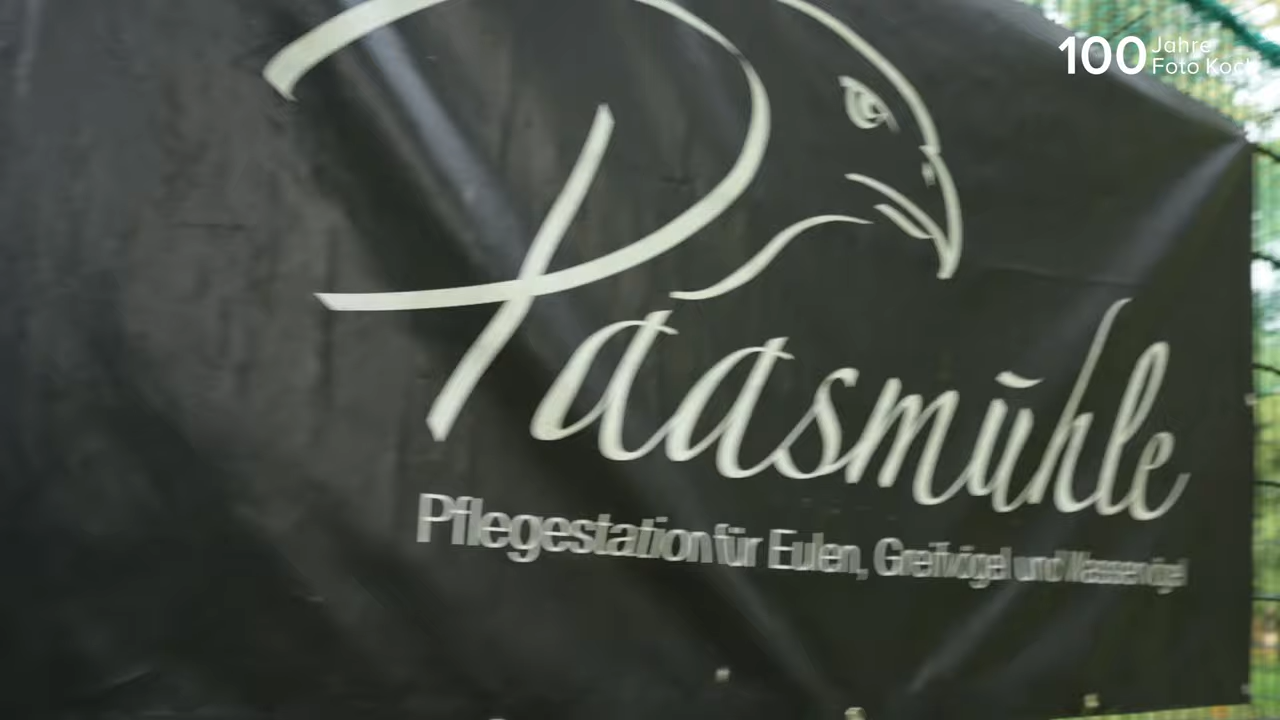 100 Jahre
Foto Koch
Paasmühle
Pflegestation für Eulen, Greifvögel und Wasservögel